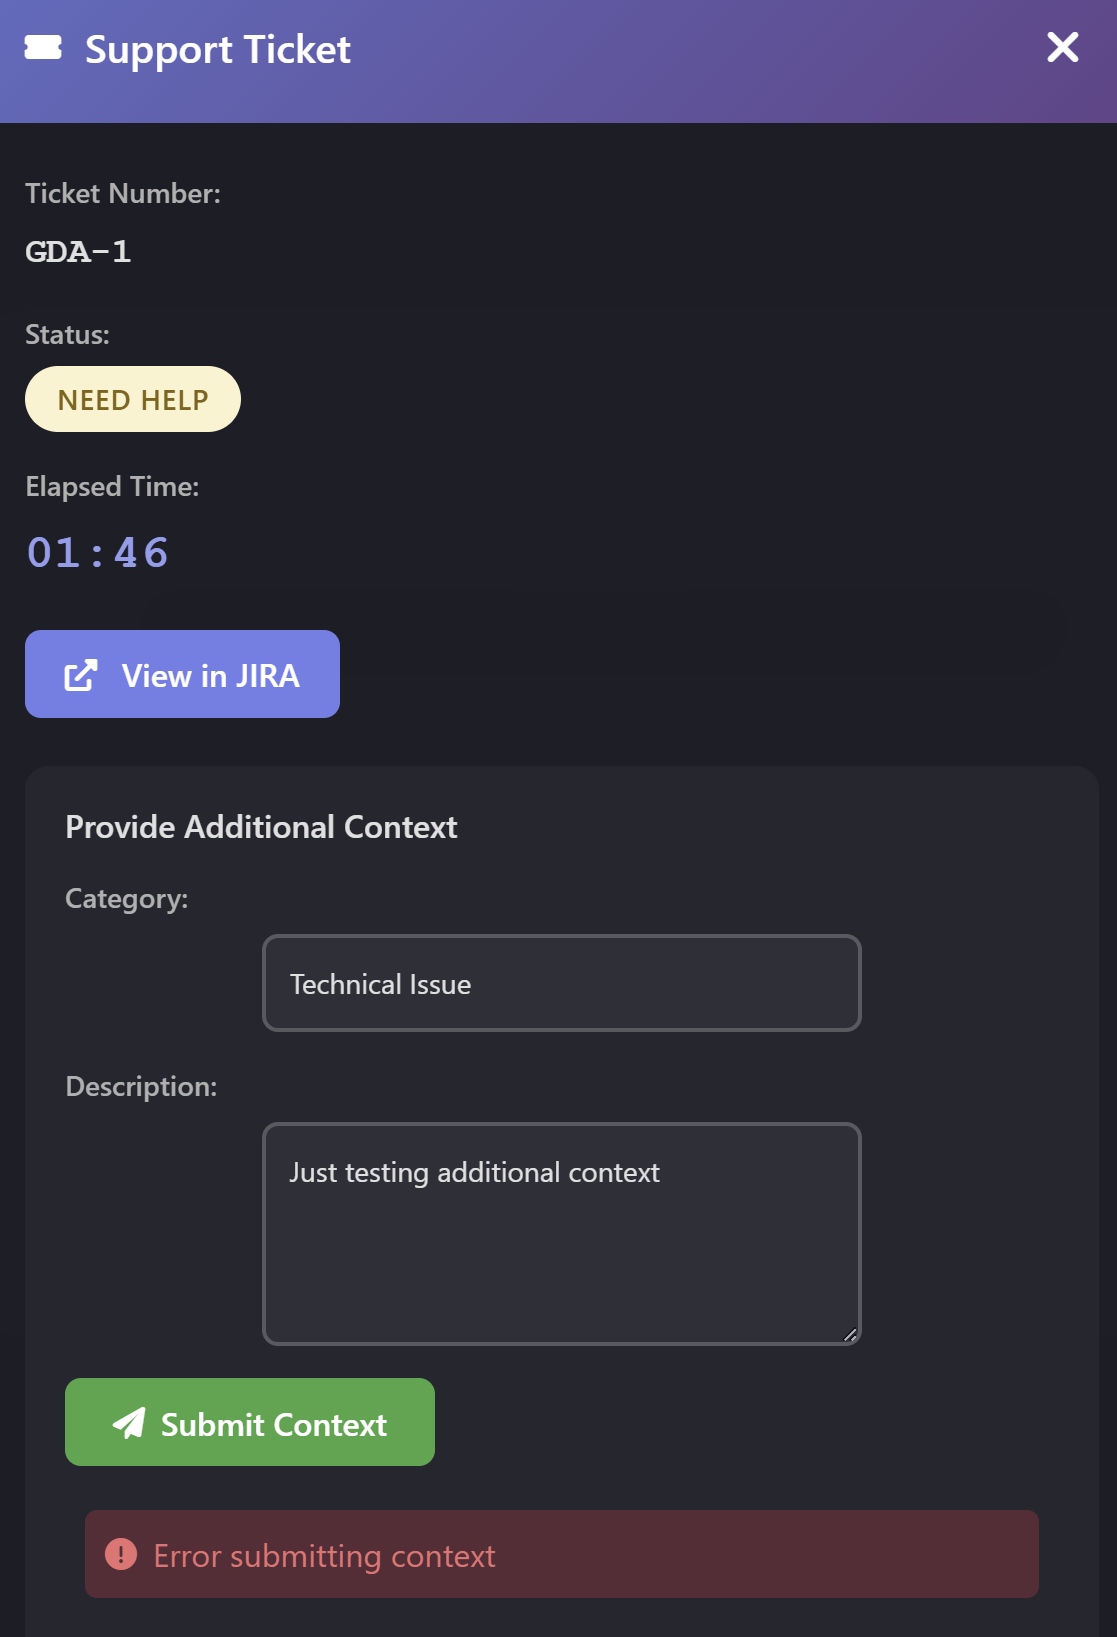 Support Ticket
Ticket Number:
GDA-1
Status:
NEED HELP
Elapsed Time:
01:46
View in JIRA
Provide Additional Context
Category:
Technical Issue
Description:
Just testing additional context
Submit Context
Error submitting context